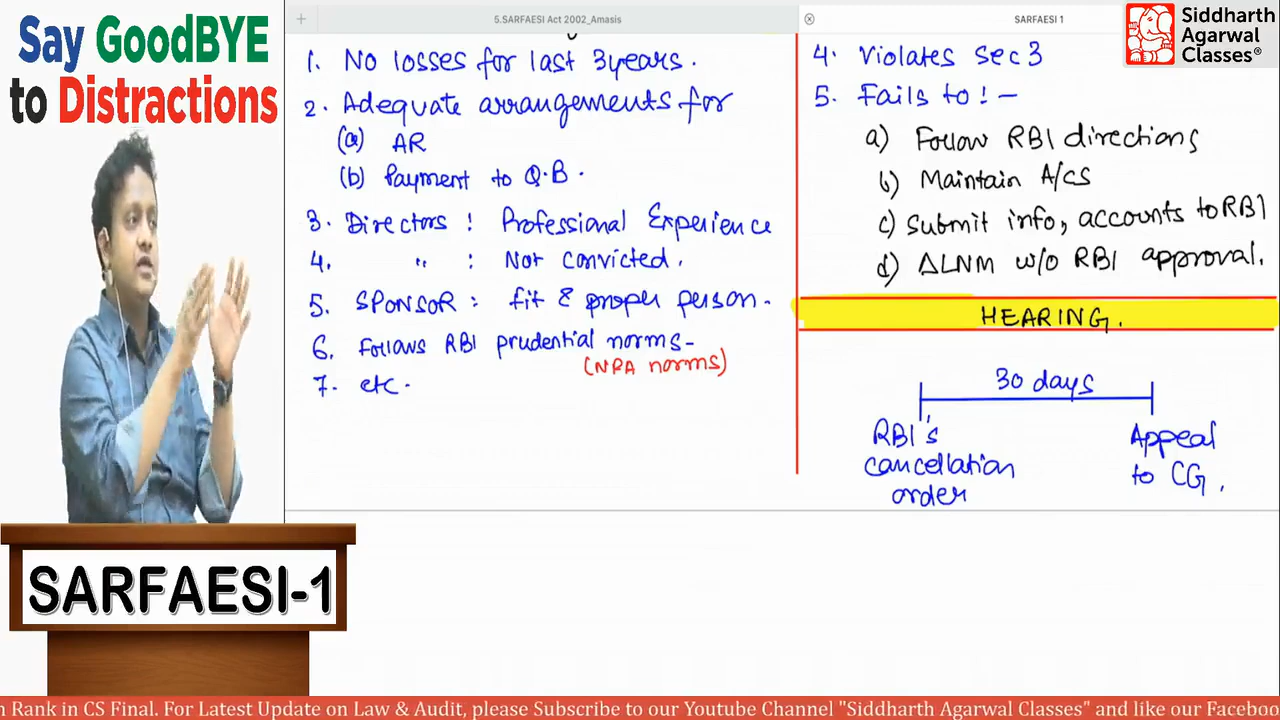 Say GoodBYE
to Distractions
SARFAESI-1
5.SARFAESI Act 2002_Amasis
SARFAESI 1
Siddharth
Agarwal
Classes®
1. No losses for last 3 years.
2. Adequate arrangements for
(a) AR
(b) Payment to Q.B.
3. Directors : Professional Experience
4. " : Not convicted.
5. SPONSOR : fit & proper person.
6. Follows RBI prudential norms-
(NPA norms)
7. etc.
4. Violates sec 3
5. Fails to :-
a) Follow RBI directions
b) Maintain A/cs
c) Submit info, accounts to RBI
d) ΔLNM w/o RBI approval.
HEARING.
30 days
RBI's
cancellation
order
Appeal
to CG.
n Rank in CS Final. For Latest Update on Law & Audit, please Subscribe to our Youtube Channel "Siddharth Agarwal Classes" and like our Faceboo